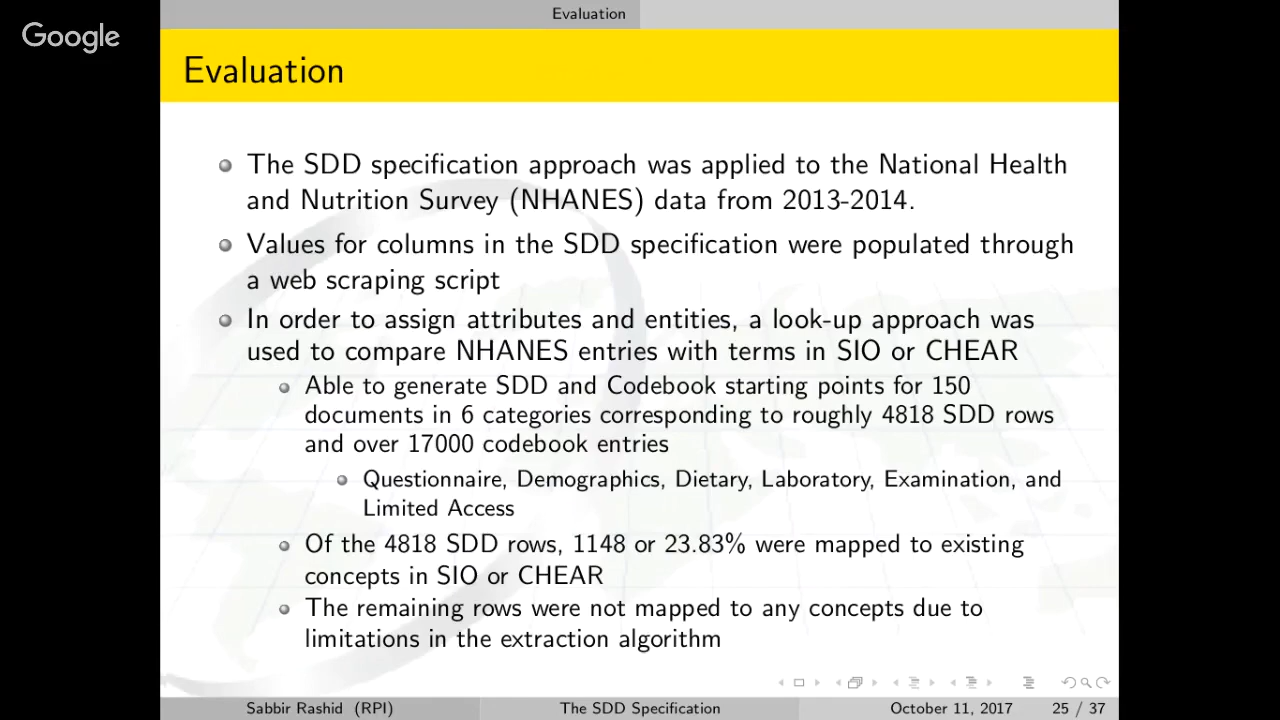 Evaluation
Google
Evaluation
The SDD specification approach was applied to the National Health
and Nutrition Survey (NHANES) data from 2013-2014.
Values for columns in the SDD specification were populated through
a web scraping script
In order to assign attributes and entities, a look-up approach was
used to compare NHANES entries with terms in SIO or CHEAR
Able to generate SDD and Codebook starting points for 150
documents in 6 categories corresponding to roughly 4818 SDD rows
and over 17000 codebook entries
Questionnaire, Demographics, Dietary, Laboratory, Examination, and
Limited Access
Of the 4818 SDD rows, 1148 or 23.83% were mapped to existing
concepts in SIO or CHEAR
The remaining rows were not mapped to any concepts due to
limitations in the extraction algorithm
Sabbir Rashid (RPI) The SDD Specification October 11, 2017 25 / 37